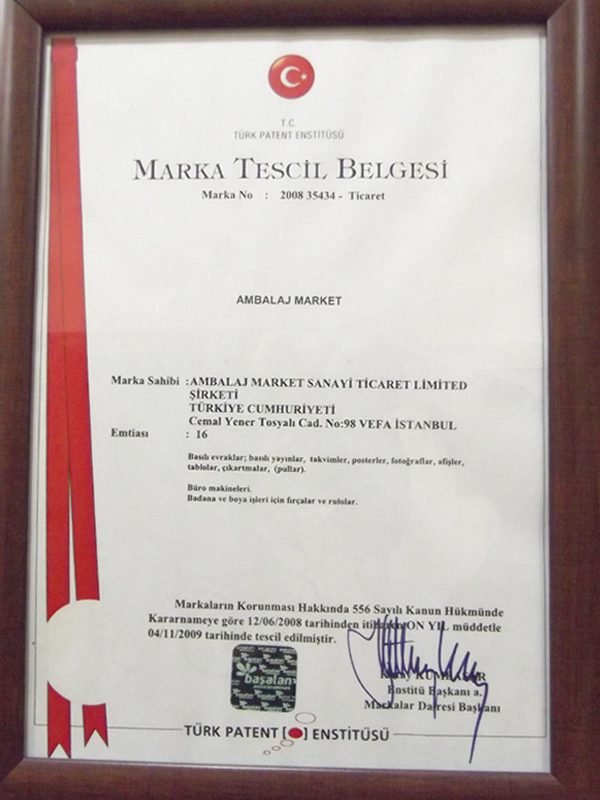 T.C.
TÜRK PATENT ENSTİTÜSÜ
MARKA TESCİL BELGESİ
Marka No : 2008 35434 - Ticaret
AMBALAJ MARKET
Marka Sahibi :AMBALAJ MARKET SANAYİ TİCARET LIMITED
ŞİRKETİ
TÜRKİYE CUMHURİYETİ
Cemal Yener Tosyalı Cad. No:98 VEFA İSTANBUL
Emtiası : 16
Basılı evraklar; basılı yayınlar, takvimler, posterler, fotoğraflar, afişler,
tablolar, çıkartmalar, (pullar).
Büro makineleri.
Badana ve boya işleri için fırçalar ve rulolar.
Markaların Korunması Hakkında 556 Sayılı Kanun Hükmünde
Kararnameye göre 12/06/2008 tarihinden itibaren ON YIL müddetle
04/11/2009 tarihinde tescil edilmiştir.
başalan
Enstitü Başkanı a.
Markalar Dairesi Başkanı
TÜRK PATENT [ ] ENSTİTÜSÜ